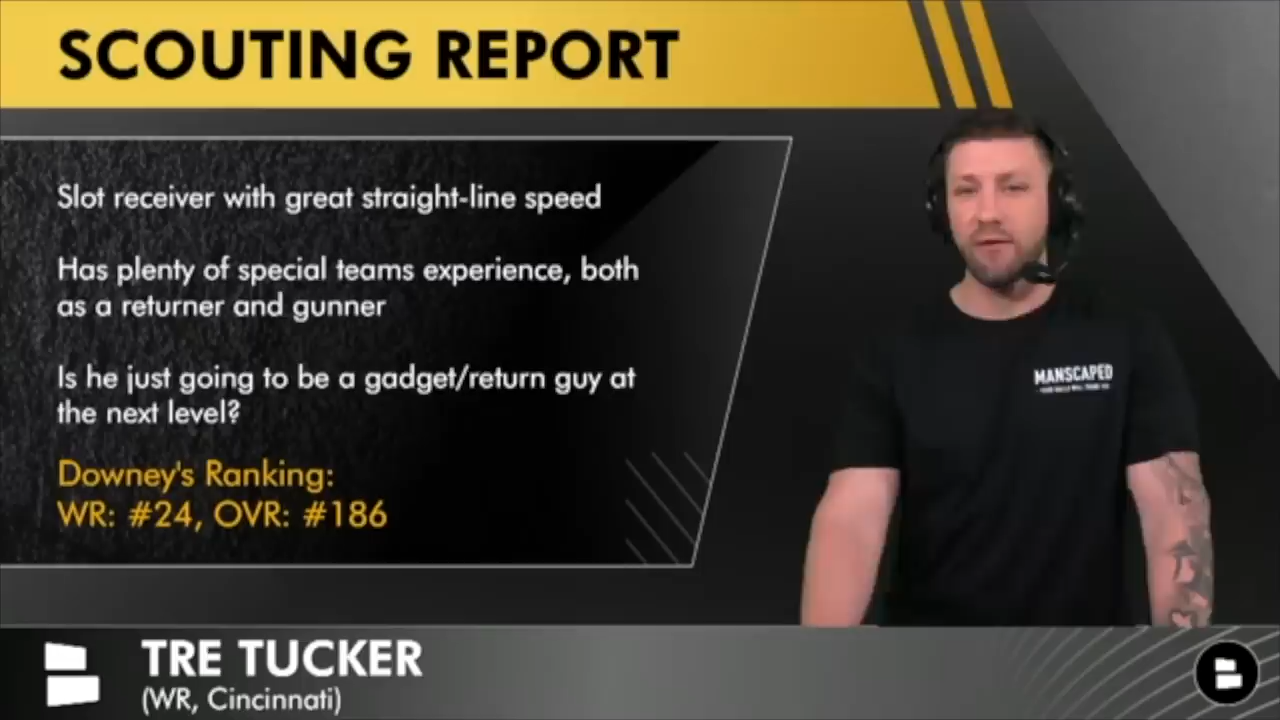 SCOUTING REPORT
Slot receiver with great straight-line speed
Has plenty of special teams experience, both
as a returner and gunner
Is he just going to be a gadget/return guy at
the next level?
Downey's Ranking:
WR: #24, OVR: #186
MANSCAPED
TRE TUCKER
(WR, Cincinnati)